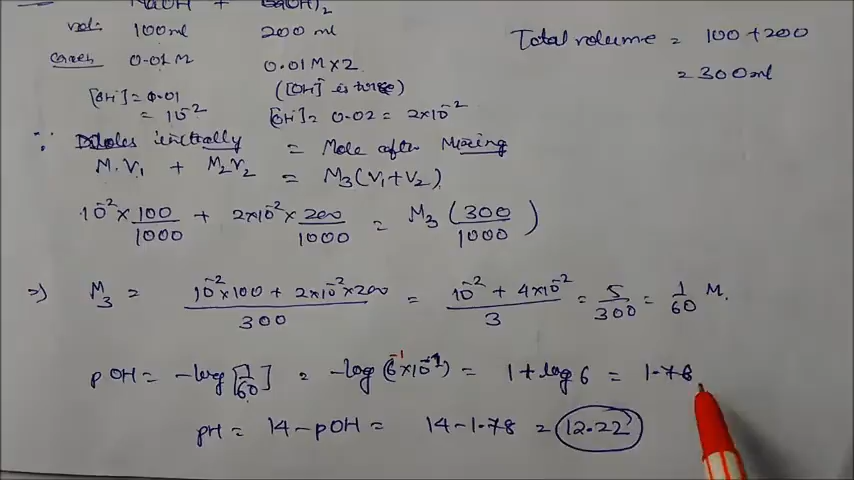 NaOH + Ba(OH)₂
vol: 100ml 200 ml
Total volume = 100 + 200
= 300ml
concn 0.01M 0.01M×2
[OH⁻] = 0.01 ([OH⁻] is twice)
= 10⁻² [OH⁻] = 0.02 = 2×10⁻²
∵ Moles initially = Mole after Mixing
M₁V₁ + M₂V₂ = M₃(V₁+V₂)
10⁻² × 100/1000 + 2×10⁻² × 200/1000 = M₃ (300/1000)
⇒ M₃ = (10⁻²×100 + 2×10⁻²×200)/300 = (10⁻² + 4×10⁻²)/3 = 5/300 = 1/60 M.
pOH = −log[1/60] = −log(6⁻¹×10⁻¹) = 1+log6 = 1.78
pH = 14−pOH = 14−1.78 = 12.22